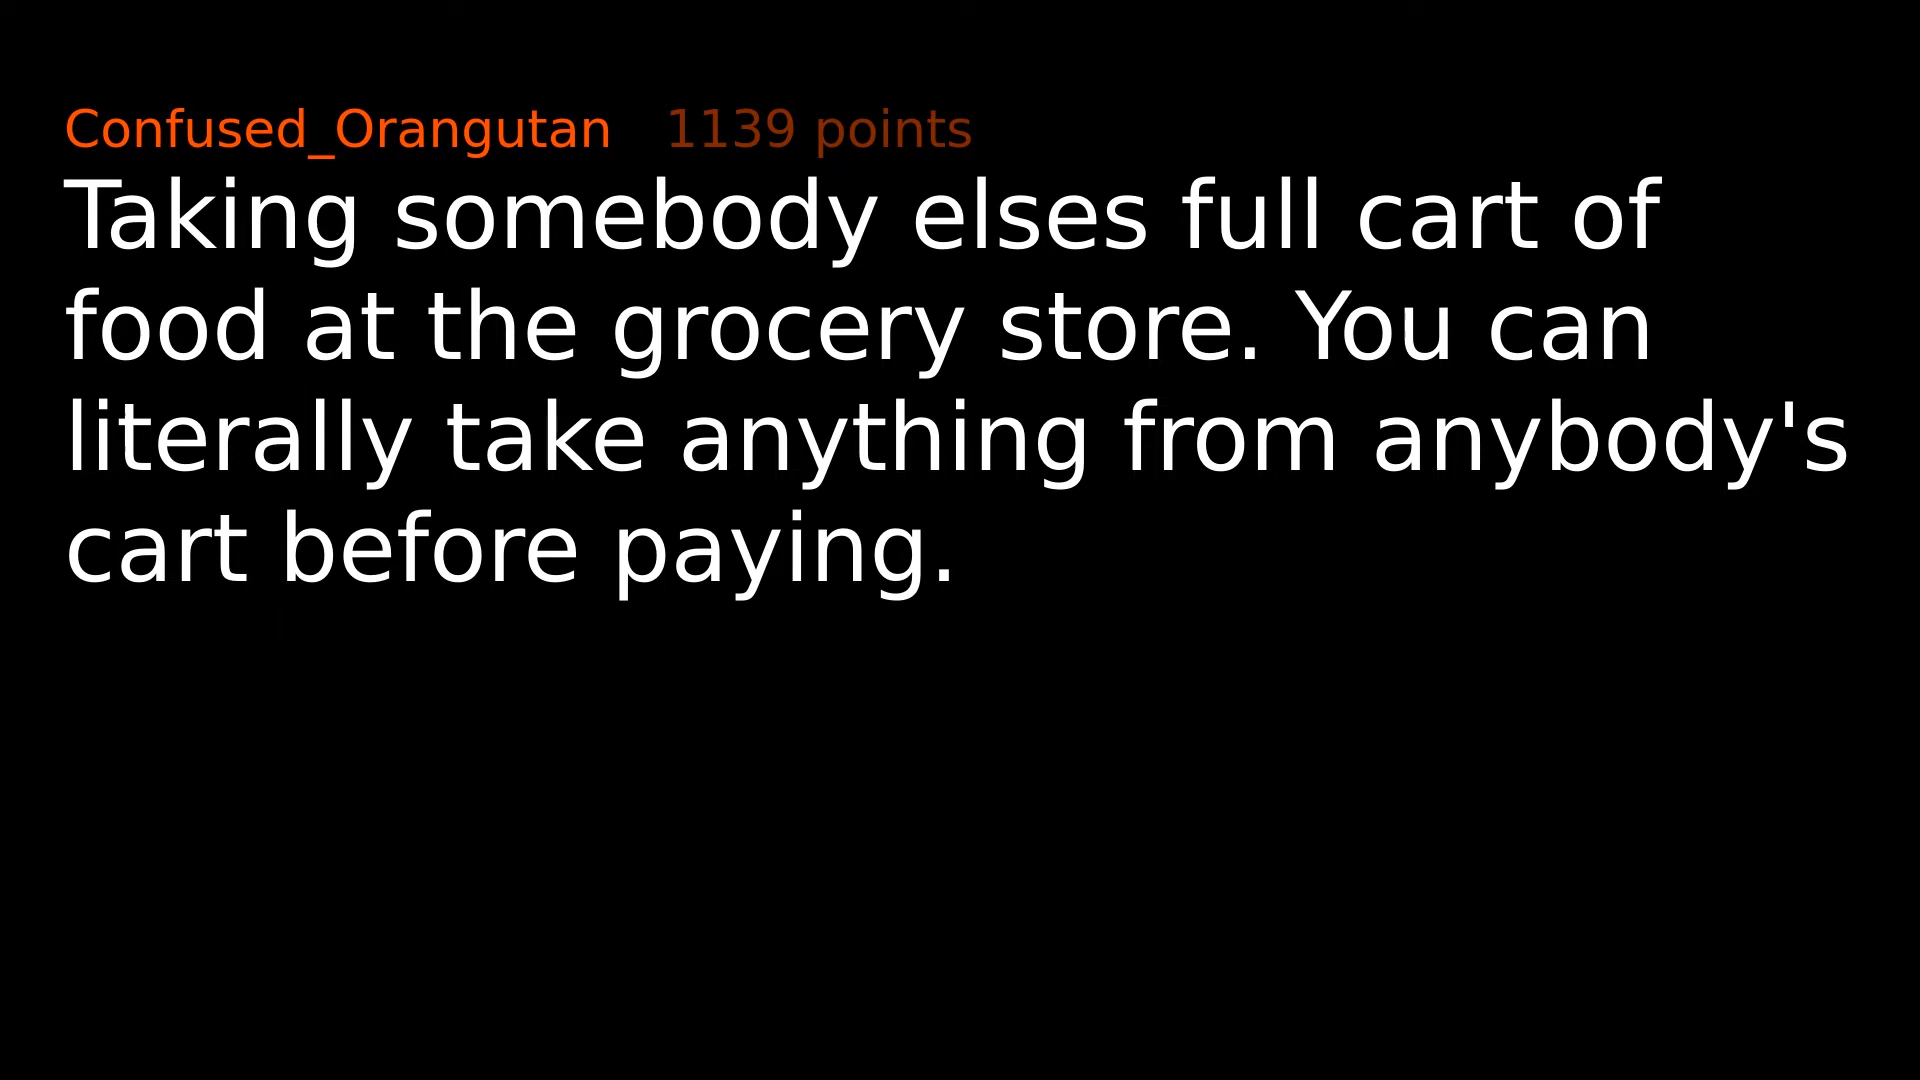 Confused_Orangutan 1139 points
Taking somebody elses full cart of
food at the grocery store. You can
literally take anything from anybody's
cart before paying.